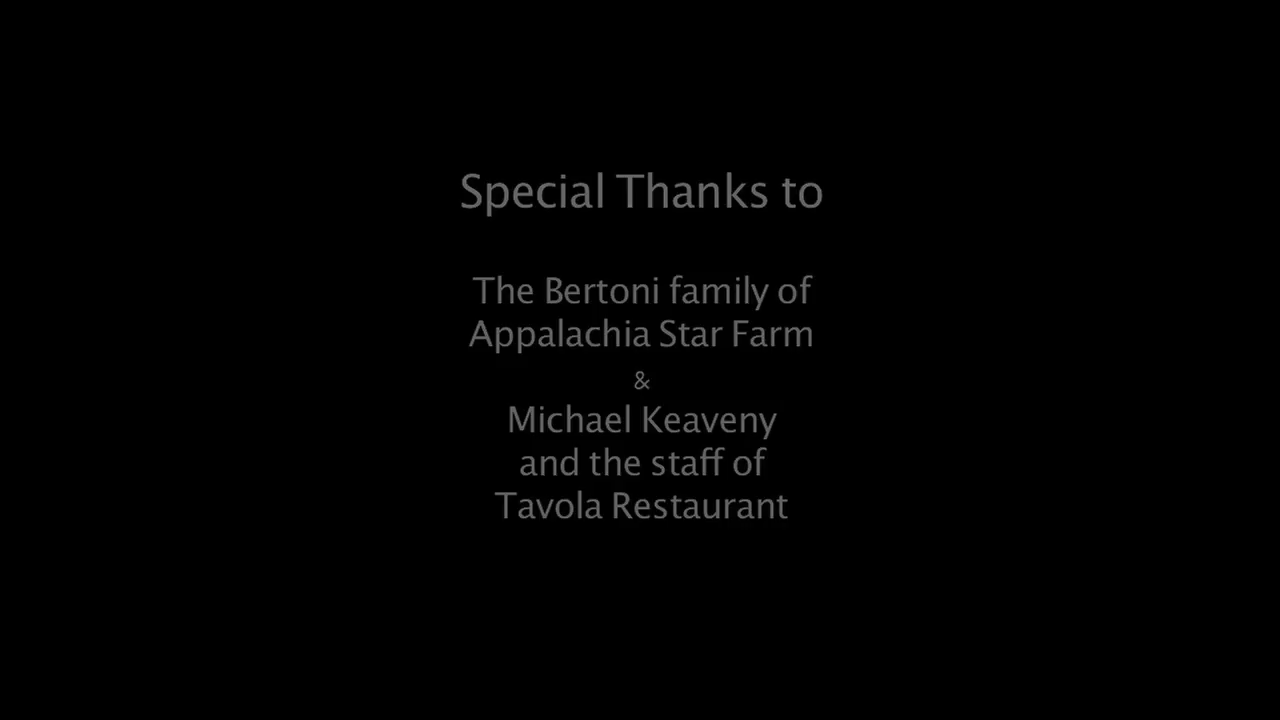 Special Thanks to
The Bertoni family of
Appalachia Star Farm
&
Michael Keaveny
and the staff of
Tavola Restaurant